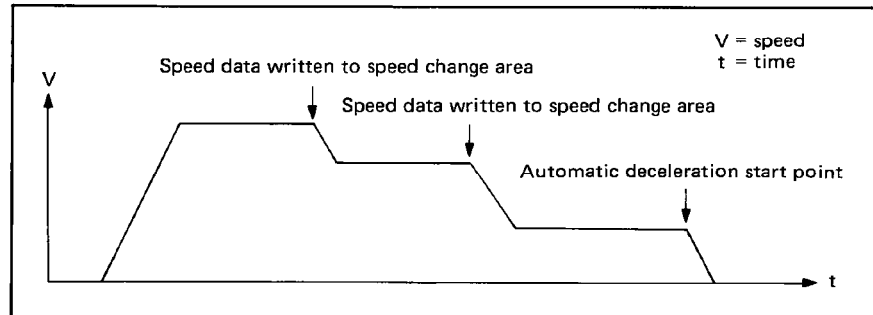 V = speed
t = time
Speed data written to speed change area
V
Speed data written to speed change area
Automatic deceleration start point
t